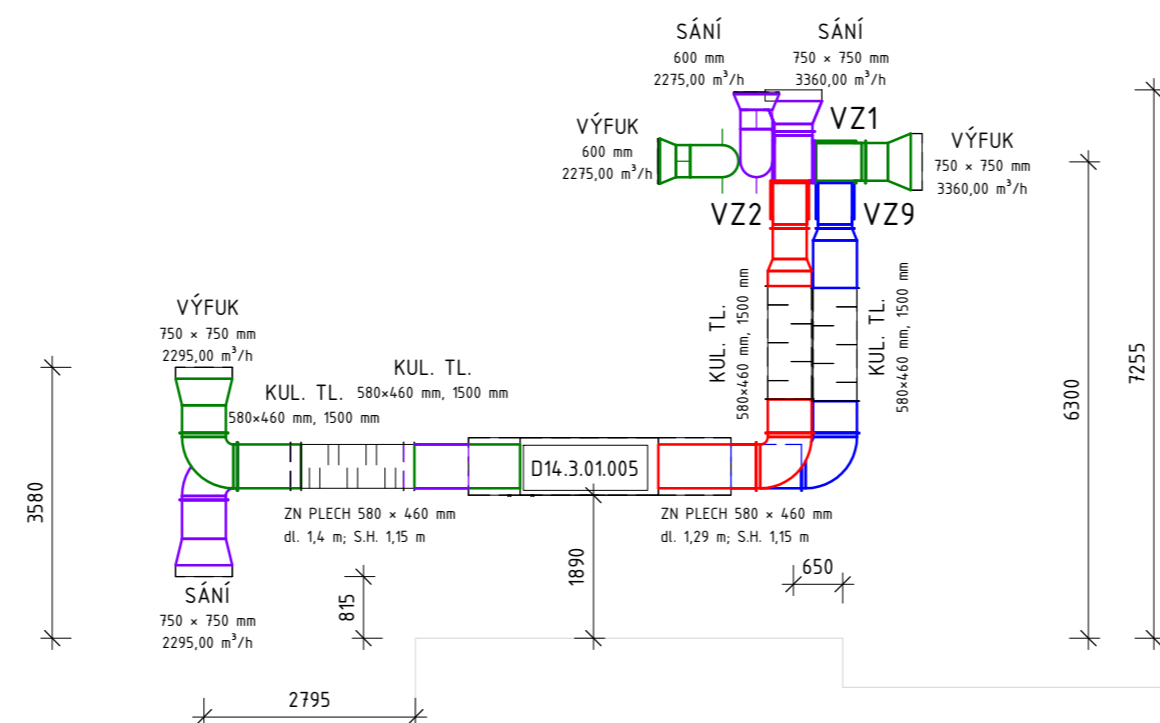 SÁNÍ
600 mm
2275,00 m³/h
SÁNÍ
750 × 750 mm
3360,00 m³/h
VÝFUK
600 mm
2275,00 m³/h
VZ1
VÝFUK
750 × 750 mm
3360,00 m³/h
VZ2
VZ9
KUL. TL.
580×460 mm, 1500 mm
KUL. TL.
580×460 mm, 1500 mm
7255
6300
VÝFUK
750 × 750 mm
2295,00 m³/h
KUL. TL.
580×460 mm, 1500 mm
KUL. TL.
580×460 mm, 1500 mm
D14.3.01.005
3580
ZN PLECH 580 × 460 mm
dl. 1,4 m; S.H. 1,15 m
ZN PLECH 580 × 460 mm
dl. 1,29 m; S.H. 1,15 m
1890
650
815
SÁNÍ
750 × 750 mm
2295,00 m³/h
2795